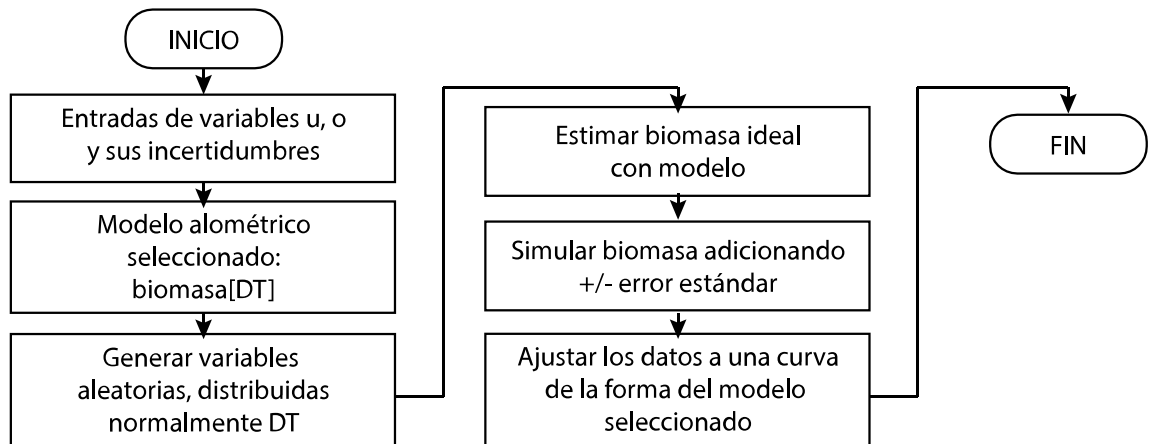 INICIO
Entradas de variables u, o
y sus incertidumbres
Modelo alométrico
seleccionado:
biomasa[DT]
Generar variables
aleatorias, distribuidas
normalmente DT
Estimar biomasa ideal
con modelo
Simular biomasa adicionando
+/- error estándar
Ajustar los datos a una curva
de la forma del modelo
seleccionado
FIN